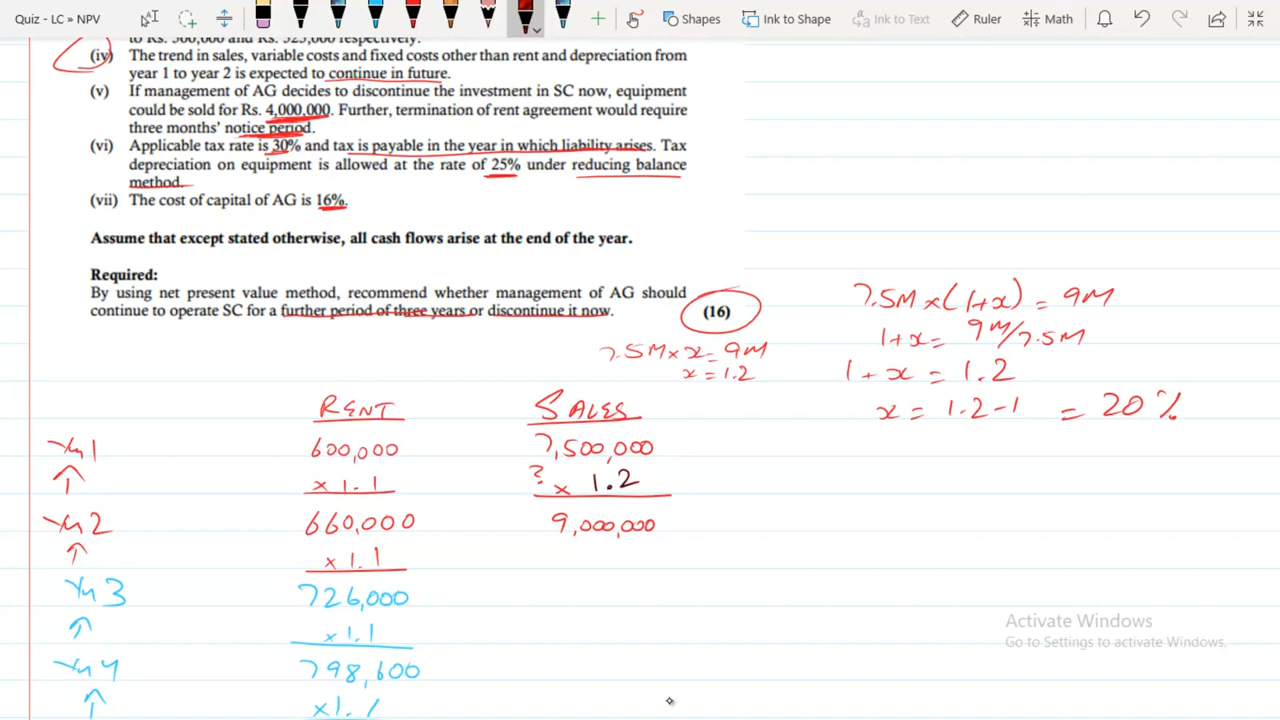 Quiz - LC » NPV
Shapes
Ink to Shape
Ink to Text
Ruler
Math
to Rs. 500,000 and Rs. 525,000 respectively.
(iv) The trend in sales, variable costs and fixed costs other than rent and depreciation from
year 1 to year 2 is expected to continue in future.
(v) If management of AG decides to discontinue the investment in SC now, equipment
could be sold for Rs. 4,000,000. Further, termination of rent agreement would require
three months' notice period.
(vi) Applicable tax rate is 30% and tax is payable in the year in which liability arises. Tax
depreciation on equipment is allowed at the rate of 25% under reducing balance
method.
(vii) The cost of capital of AG is 16%.
Assume that except stated otherwise, all cash flows arise at the end of the year.
Required:
By using net present value method, recommend whether management of AG should
continue to operate SC for a further period of three years or discontinue it now.
(16)
7.5M × (1+x) = 9M
1+x = 9M/7.5M
1+x = 1.2
x = 1.2-1 = 20%
7.5M × x = 9M
x = 1.2
RENT SALES
Yr1 600,000 7,500,000
×1.1 ? × 1.2
Yr2 660,000 9,000,000
×1.1
Yr3 726,000
×1.1
Yr4 798,600
×1.1
Activate Windows
Go to Settings to activate Windows.